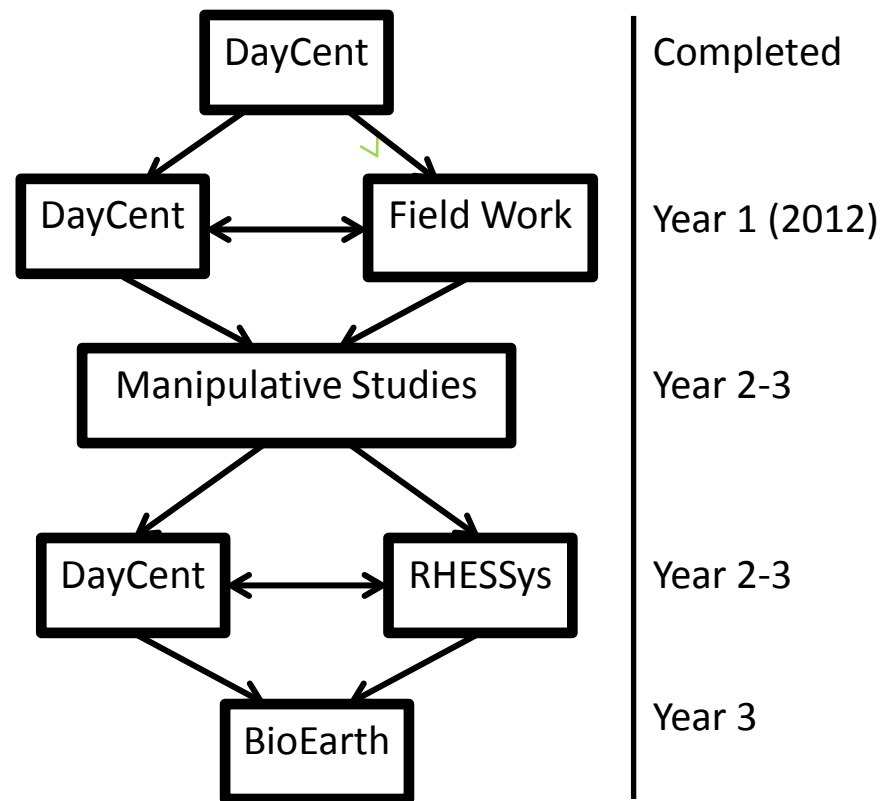 DayCent
Completed
DayCent
Field Work
Year 1 (2012)
Manipulative Studies
Year 2-3
DayCent
RHESSys
Year 2-3
BioEarth
Year 3